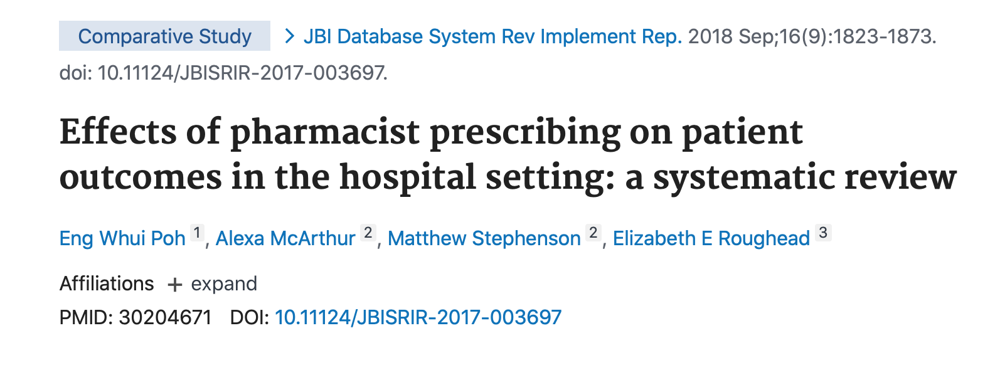 Comparative Study > JBI Database System Rev Implement Rep. 2018 Sep;16(9):1823-1873.
doi: 10.11124/JBISRIR-2017-003697.
Effects of pharmacist prescribing on patient
outcomes in the hospital setting: a systematic review
Eng Whui Poh 1, Alexa McArthur 2, Matthew Stephenson 2, Elizabeth E Roughead 3
Affiliations + expand
PMID: 30204671 DOI: 10.11124/JBISRIR-2017-003697